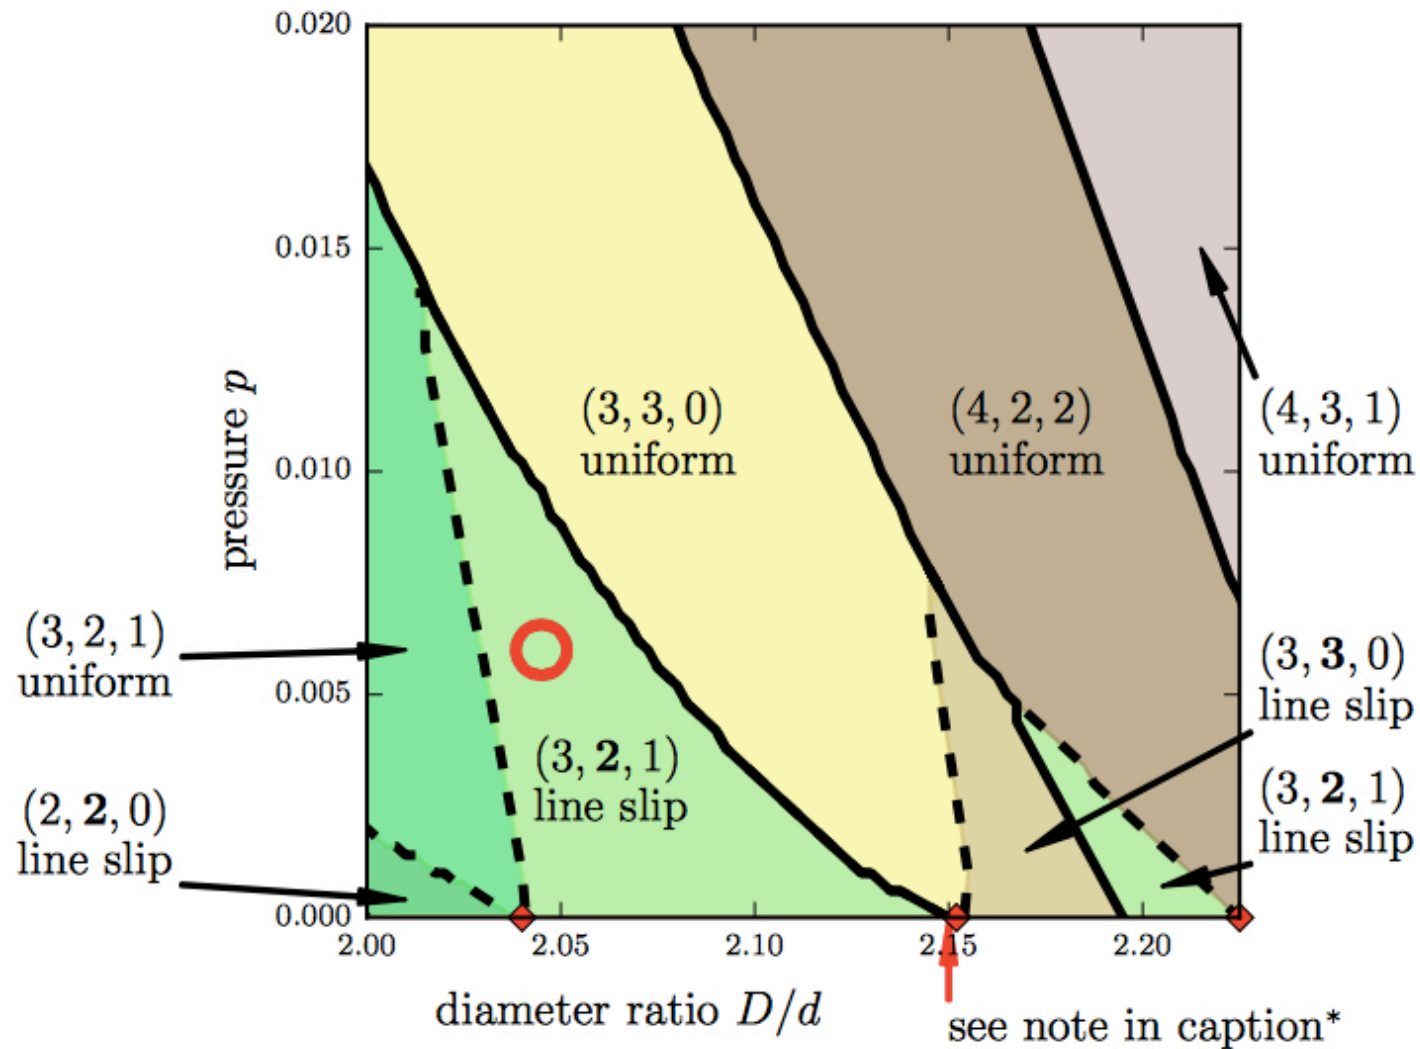 0.020
0.015
0.010
0.005
0.000
pressure p
2.00
2.05
2.10
2.15
2.20
diameter ratio D/d
see note in caption*
(3, 3, 0)
uniform
(4, 2, 2)
uniform
(4, 3, 1)
uniform
(3, 2, 1)
uniform
(2, 2, 0)
line slip
(3, 2, 1)
line slip
(3, 3, 0)
line slip
(3, 2, 1)
line slip